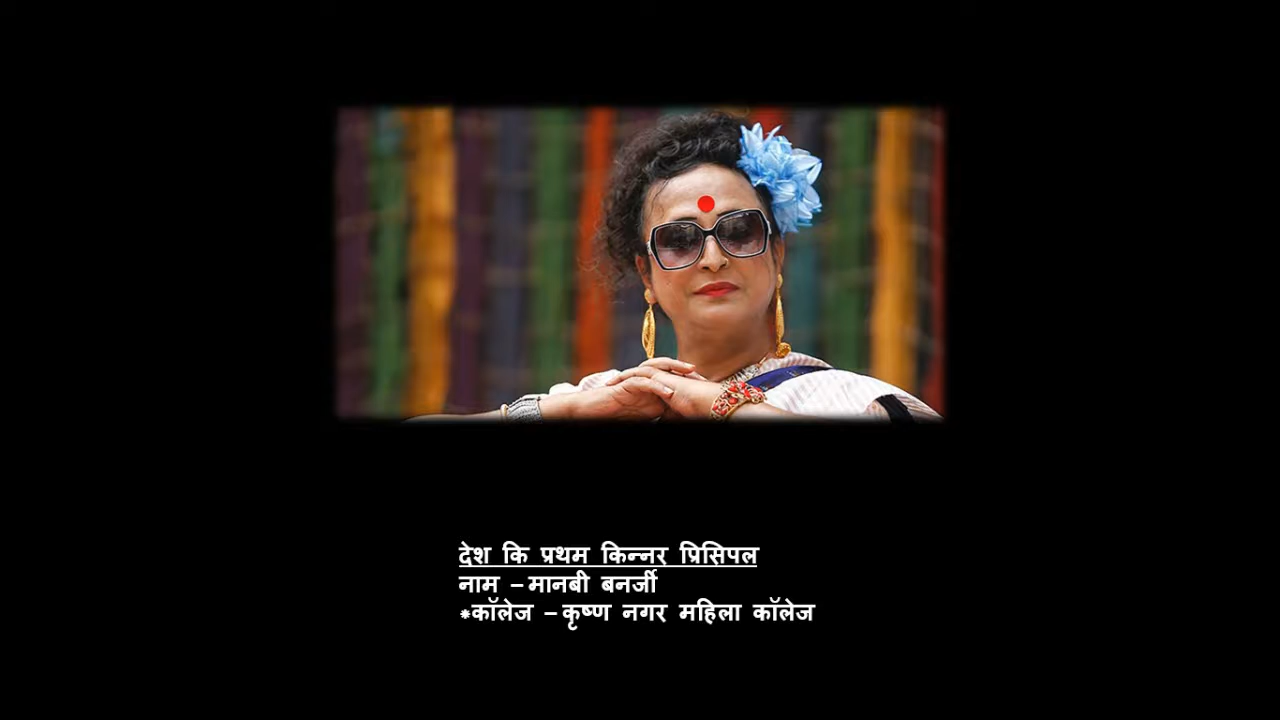 देश कि प्रथम किन्नर प्रिसिपल
नाम – मानबी बनर्जी
*कॉलेज – कृष्ण नगर महिला कॉलेज